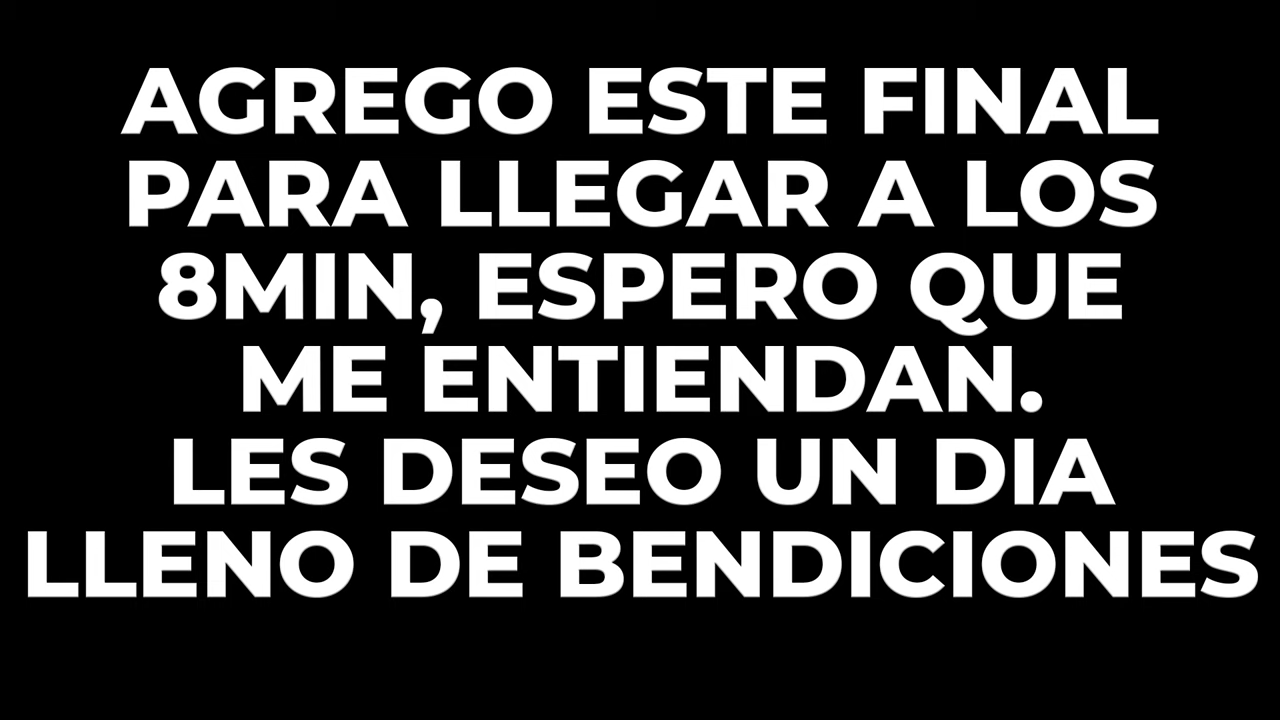 AGREGO ESTE FINAL
PARA LLEGAR A LOS
8MIN, ESPERO QUE
ME ENTIENDAN.
LES DESEO UN DIA
LLENO DE BENDICIONES